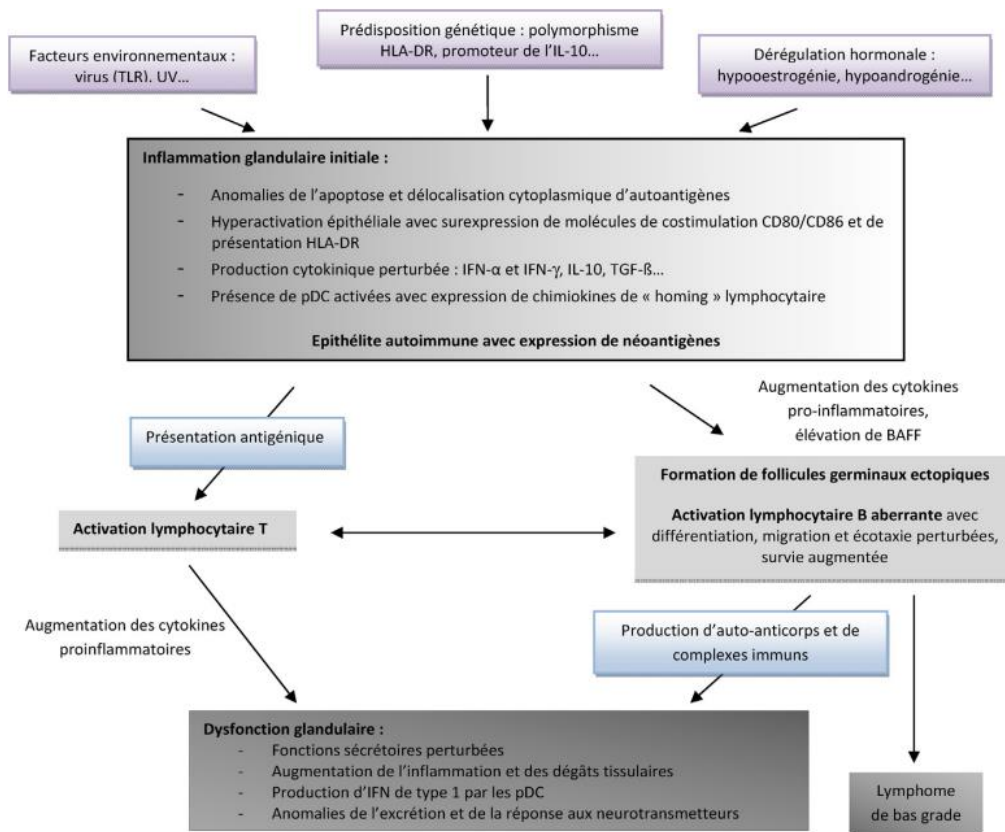 Facteurs environnementaux :
virus (TLR), UV…
Prédisposition génétique : polymorphisme
HLA-DR, promoteur de l'IL-10…
Dérégulation hormonale :
hypooestrogénie, hypoandrogénie…
Inflammation glandulaire initiale :
- Anomalies de l'apoptose et délocalisation cytoplasmique d'autoantigènes
- Hyperactivation épithéliale avec surexpression de molécules de costimulation CD80/CD86 et de
présentation HLA-DR
- Production cytokinique perturbée : IFN-α et IFN-γ, IL-10, TGF-ß…
- Présence de pDC activées avec expression de chimiokines de « homing » lymphocytaire
Epithélite autoimmune avec expression de néoantigènes
Augmentation des cytokines
pro-inflammatoires,
élévation de BAFF
Présentation antigénique
Formation de follicules germinaux ectopiques
Activation lymphocytaire B aberrante avec
différentiation, migration et écotaxie perturbées,
survie augmentée
Activation lymphocytaire T
Augmentation des cytokines
proinflammatoires
Production d'auto-anticorps et de
complexes immuns
Dysfonction glandulaire :
- Fonctions sécrétoires perturbées
- Augmentation de l'inflammation et des dégâts tissulaires
- Production d'IFN de type 1 par les pDC
- Anomalies de l'excrétion et de la réponse aux neurotransmetteurs
Lymphome
de bas grade